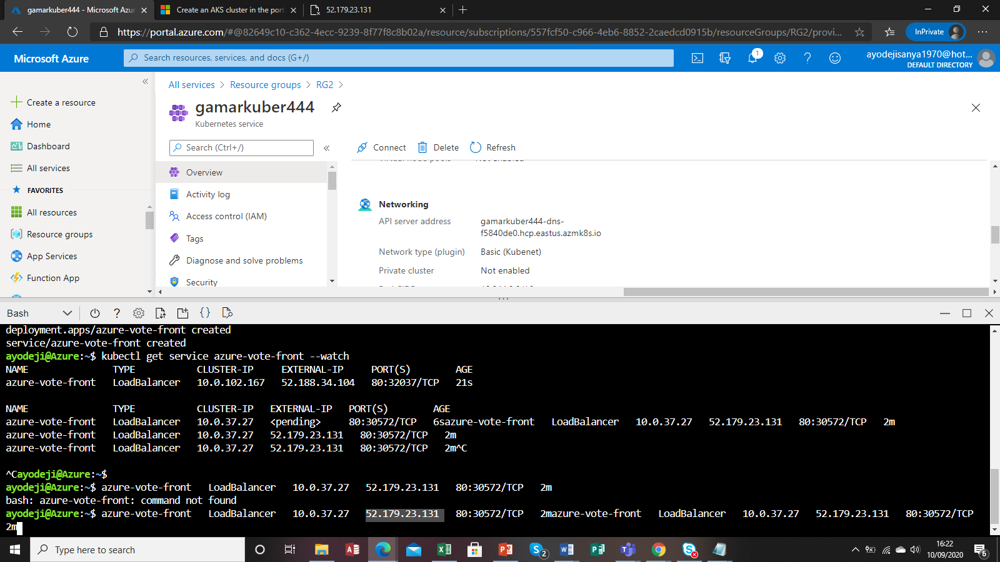 gamarkuber444 - Microsoft Azur
Create an AKS cluster in the port
52.179.23.131
https://portal.azure.com/#@82649c10-c362-4ecc-9239-8f77f8c8b02a/resource/subscriptions/557fcf50-c966-4eb6-8852-2caedcd0915b/resourceGroups/RG2/provi...
InPrivate
Microsoft Azure
Search resources, services, and docs (G+/)
1
ayodejisanya1970@hot...
DEFAULT DIRECTORY
Create a resource
Home
Dashboard
All services
FAVORITES
All resources
Resource groups
App Services
Function App
All services > Resource groups > RG2 >
gamarkuber444
Kubernetes service
Search (Ctrl+/)
Overview
Activity log
Access control (IAM)
Tags
Diagnose and solve problems
Security
Connect
Delete
Refresh
Virtual node pools Not enabled
Networking
API server address gamarkuber444-dns-
f5840de0.hcp.eastus.azmk8s.io
Network type (plugin) Basic (Kubenet)
Private cluster Not enabled
Bash
deployment.apps/azure-vote-front created
service/azure-vote-front created
ayodeji@Azure:~$ kubectl get service azure-vote-front --watch
NAME TYPE CLUSTER-IP EXTERNAL-IP PORT(S) AGE
azure-vote-front LoadBalancer 10.0.102.167 52.188.34.104 80:32037/TCP 21s
NAME TYPE CLUSTER-IP EXTERNAL-IP PORT(S) AGE
azure-vote-front LoadBalancer 10.0.37.27 <pending> 80:30572/TCP 6sazure-vote-front LoadBalancer 10.0.37.27 52.179.23.131 80:30572/TCP 2m
azure-vote-front LoadBalancer 10.0.37.27 52.179.23.131 80:30572/TCP 2m
azure-vote-front LoadBalancer 10.0.37.27 52.179.23.131 80:30572/TCP 2m^C
^Cayodeji@Azure:~$
ayodeji@Azure:~$ azure-vote-front LoadBalancer 10.0.37.27 52.179.23.131 80:30572/TCP 2m
bash: azure-vote-front: command not found
ayodeji@Azure:~$ azure-vote-front LoadBalancer 10.0.37.27 52.179.23.131 80:30572/TCP 2mazure-vote-front LoadBalancer 10.0.37.27 52.179.23.131 80:30572/TCP
2m
Type here to search
2
16:22
10/09/2020
6